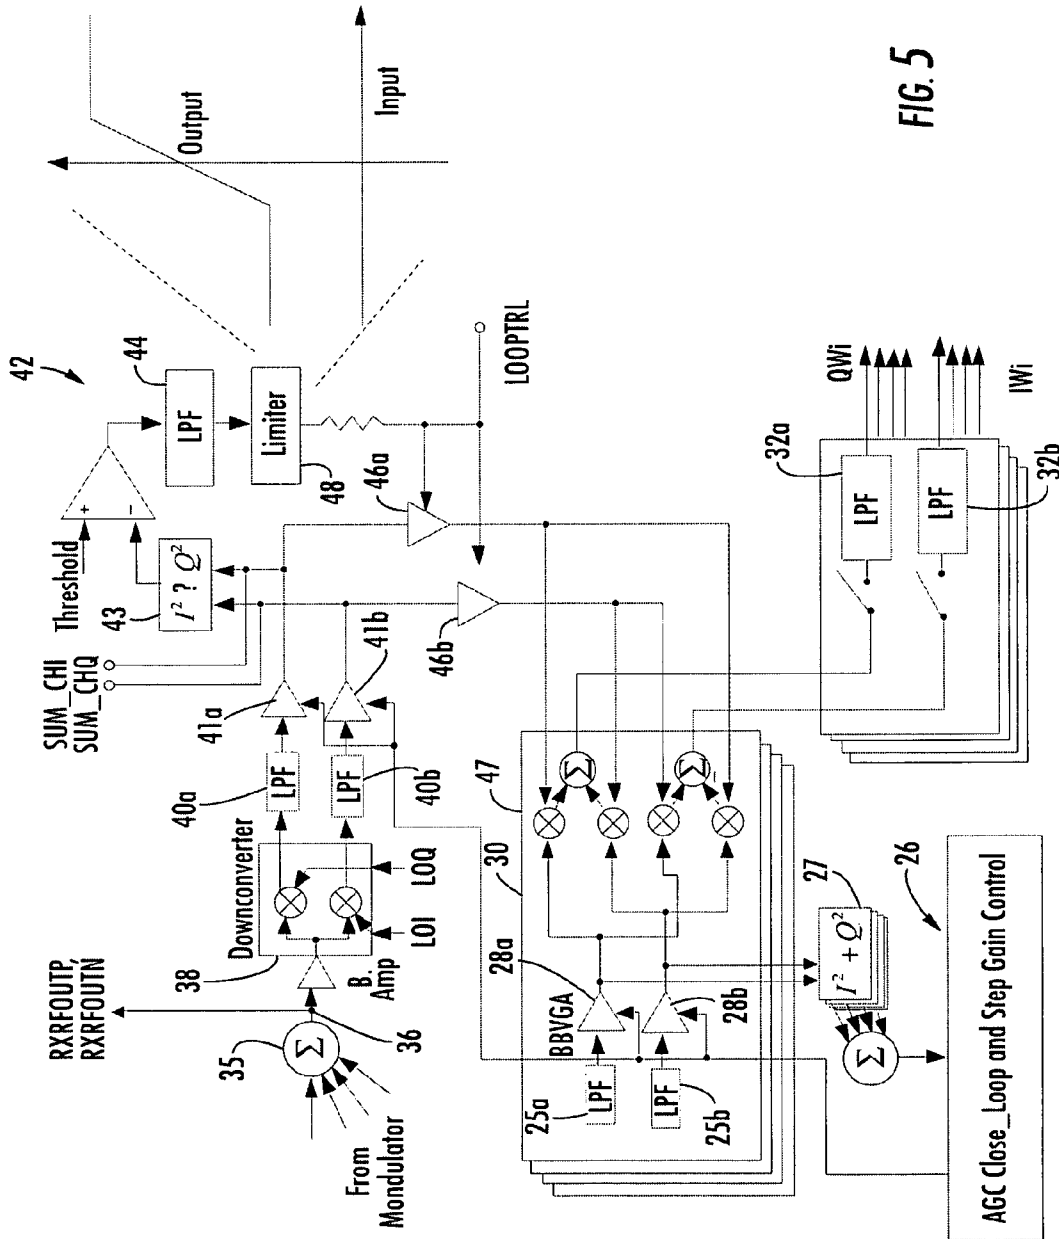 RXRFOUTP,
RXRFOUTN
35
Σ
36
From
Mondulator
B.
Amp
38
Downconverter
LOI
LOQ
40a
LPF
LPF
40b
41a
41b
SUM_CHI
SUM_CHQ
43
I² ? Q²
Threshold
+
−
42
44
LPF
Limiter
48
46a
46b
LOOPTRL
Output
Input
25a
LPF
LPF
25b
BBVGA
28a
28b
30
47
Σ
Σ
−
27
I² + Q²
Σ
26
AGC Close_Loop and Step Gain Control
32a
LPF
LPF
32b
QWi
IWi
FIG. 5